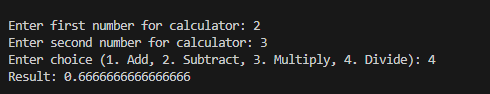 Enter first number for calculator: 2
Enter second number for calculator: 3
Enter choice (1. Add, 2. Subtract, 3. Multiply, 4. Divide): 4
Result: 0.6666666666666666